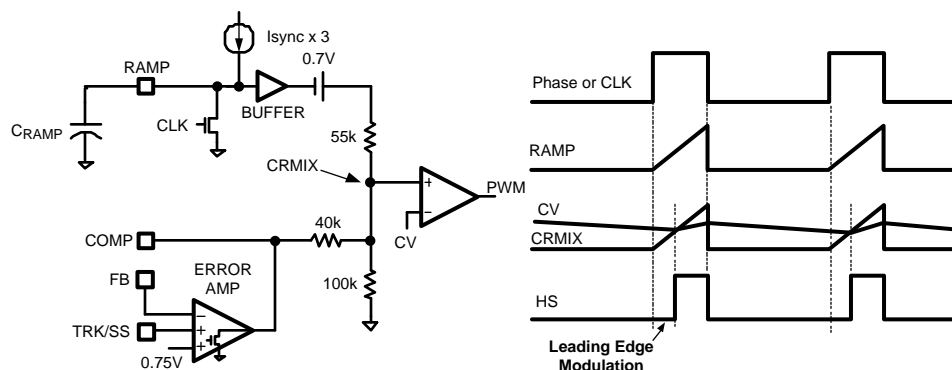 Isync x 3
0.7V
RAMP
BUFFER
CLK
C_RAMP
55k
CRMIX
+
−
PWM
CV
40k
COMP
100k
FB
ERROR
AMP
−
+
+
TRK/SS
0.75V
Phase or CLK
RAMP
CV
CRMIX
HS
Leading Edge
Modulation